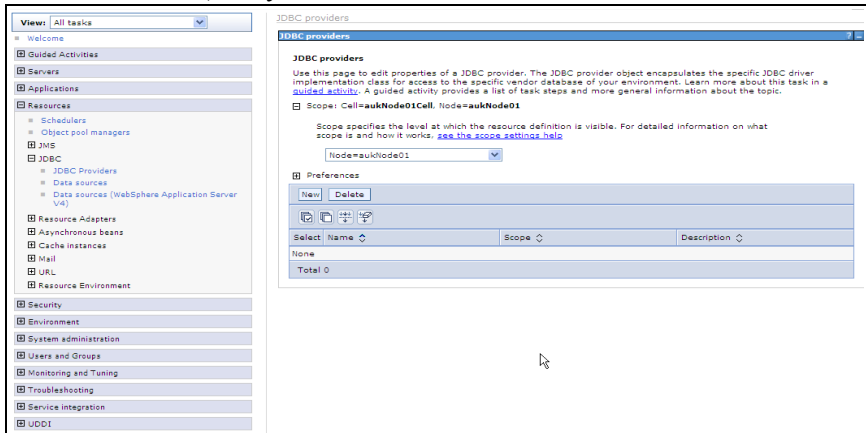 View: All tasks
Welcome
Guided Activities
Servers
Applications
Resources
Schedulers
Object pool managers
JMS
JDBC
JDBC Providers
Data sources
Data sources (WebSphere Application Server
V4)
Resource Adapters
Asynchronous beans
Cache instances
Mail
URL
Resource Environment
Security
Environment
System administration
Users and Groups
Monitoring and Tuning
Troubleshooting
Service integration
UDDI
JDBC providers
JDBC providers ? _
JDBC providers
Use this page to edit properties of a JDBC provider. The JDBC provider object encapsulates the specific JDBC driver
implementation class for access to the specific vendor database of your environment. Learn more about this task in a
guided activity. A guided activity provides a list of task steps and more general information about the topic.
Scope: Cell=aukNode01Cell, Node=aukNode01
Scope specifies the level at which the resource definition is visible. For detailed information on what
scope is and how it works, see the scope settings help
Node=aukNode01
Preferences
New Delete
Select Name Scope Description
None
Total 0